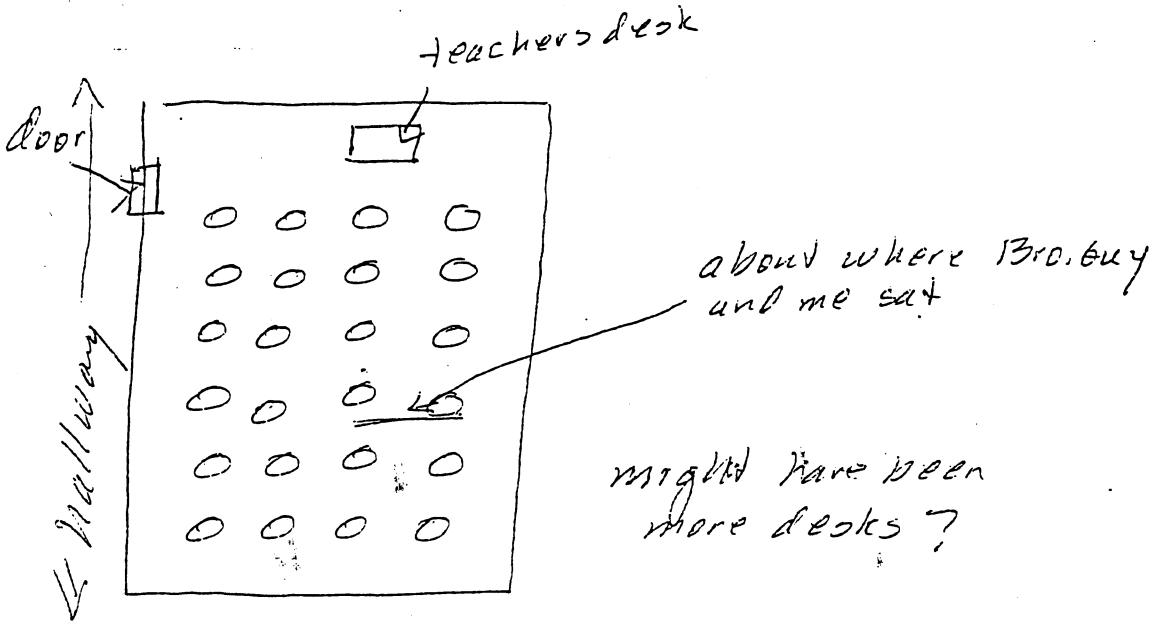 teachers desk
door
about where Bro. Guy
and me sat
hallway
might have been
more desks?